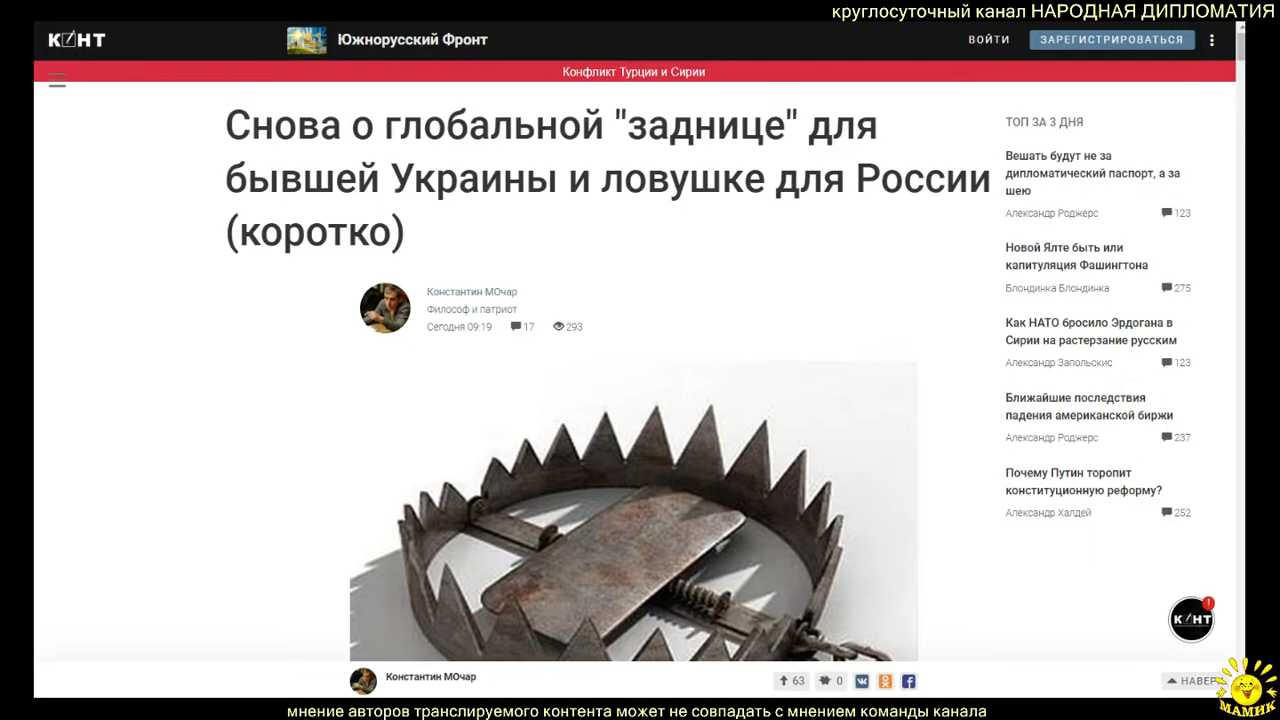 круглосуточный канал НАРОДНАЯ ДИПЛОМАТИЯ
КОНТ
Южнорусский Фронт
ВОЙТИ
ЗАРЕГИСТРИРОВАТЬСЯ
Конфликт Турции и Сирии
Снова о глобальной "заднице" для
бывшей Украины и ловушке для России
(коротко)
Константин МОчар
Философ и патриот
Сегодня 09:19 17 293
ТОП ЗА 3 ДНЯ
Вешать будут не за
дипломатический паспорт, а за
шею
Александр Роджерс 123
Новой Ялте быть или
капитуляция Фашингтона
Блондинка Блондинка 275
Как НАТО бросило Эрдогана в
Сирии на растерзание русским
Александр Запольскис 123
Ближайшие последствия
падения американской биржи
Александр Роджерс 237
Почему Путин торопит
конституционную реформу?
Александр Халдей 252
КОНТ
!
Константин МОчар
63
0
НАВЕР
МАМИК
мнение авторов транслируемого контента может не совпадать с мнением команды канала